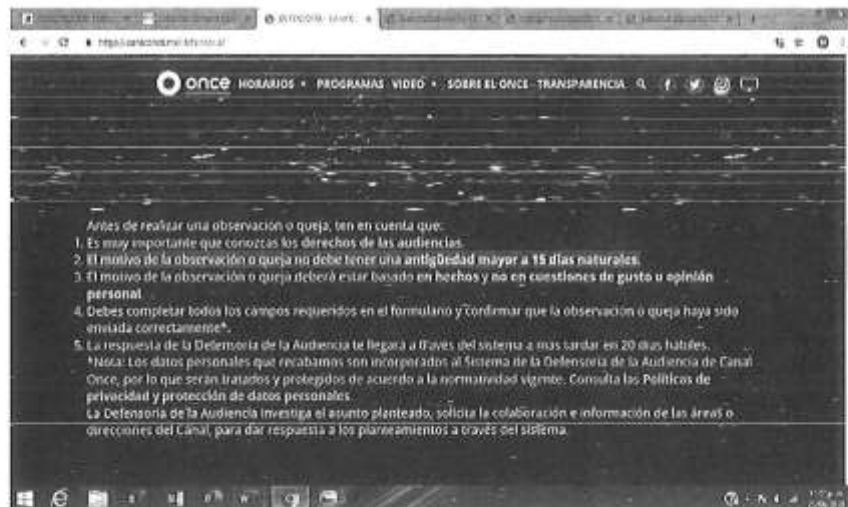 once HORARIOS PROGRAMAS VIDEO SOBRE EL ONCE TRANSPARENCIA
Antes de realizar una observación o queja, ten en cuenta que:
1. Es muy importante que conozcas los derechos de las audiencias.
2. El motivo de la observación o queja no debe tener una antigüedad mayor a 15 días naturales.
3. El motivo de la observación o queja deberá estar basado en hechos y no en cuestiones de gusto u opinión
personal
4. Debes completar todos los campos requeridos en el formulario y confirmar que la observación o queja haya sido
enviada correctamente*.
5. La respuesta de la Defensoría de la Audiencia te llegará a través del sistema a más tardar en 20 días hábiles.
*Nota: Los datos personales que recabamos son incorporados al Sistema de la Defensoría de la Audiencia de Canal
Once, por lo que serán tratados y protegidos de acuerdo a la normatividad vigente. Consulta las Políticas de
privacidad y protección de datos personales.
La Defensoría de la Audiencia investiga el asunto planteado, solicita la colaboración e información de las áreas o
direcciones del Canal, para dar respuesta a los planteamientos a través del sistema.